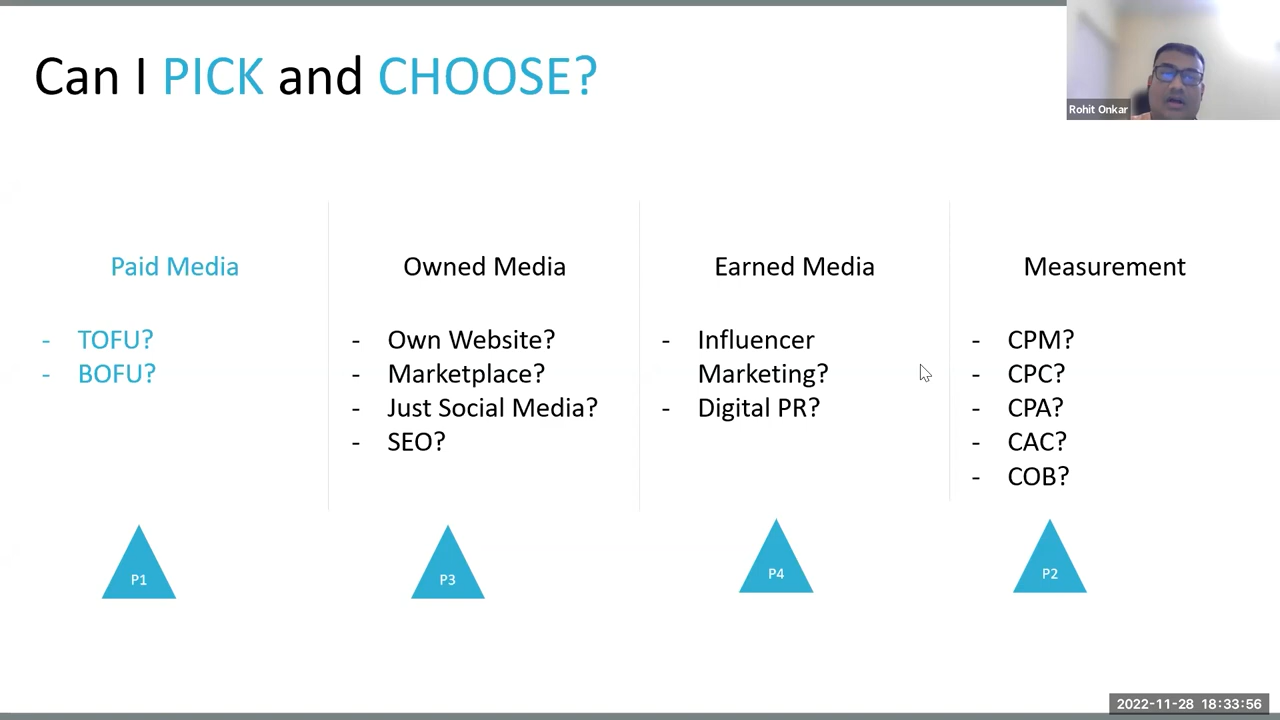 Can I PICK and CHOOSE?
Rohit Onkar
Paid Media
- TOFU?
- BOFU?
P1
Owned Media
- Own Website?
- Marketplace?
- Just Social Media?
- SEO?
P3
Earned Media
- Influencer
Marketing?
- Digital PR?
P4
Measurement
- CPM?
- CPC?
- CPA?
- CAC?
- COB?
P2
2022-11-28 18:33:56